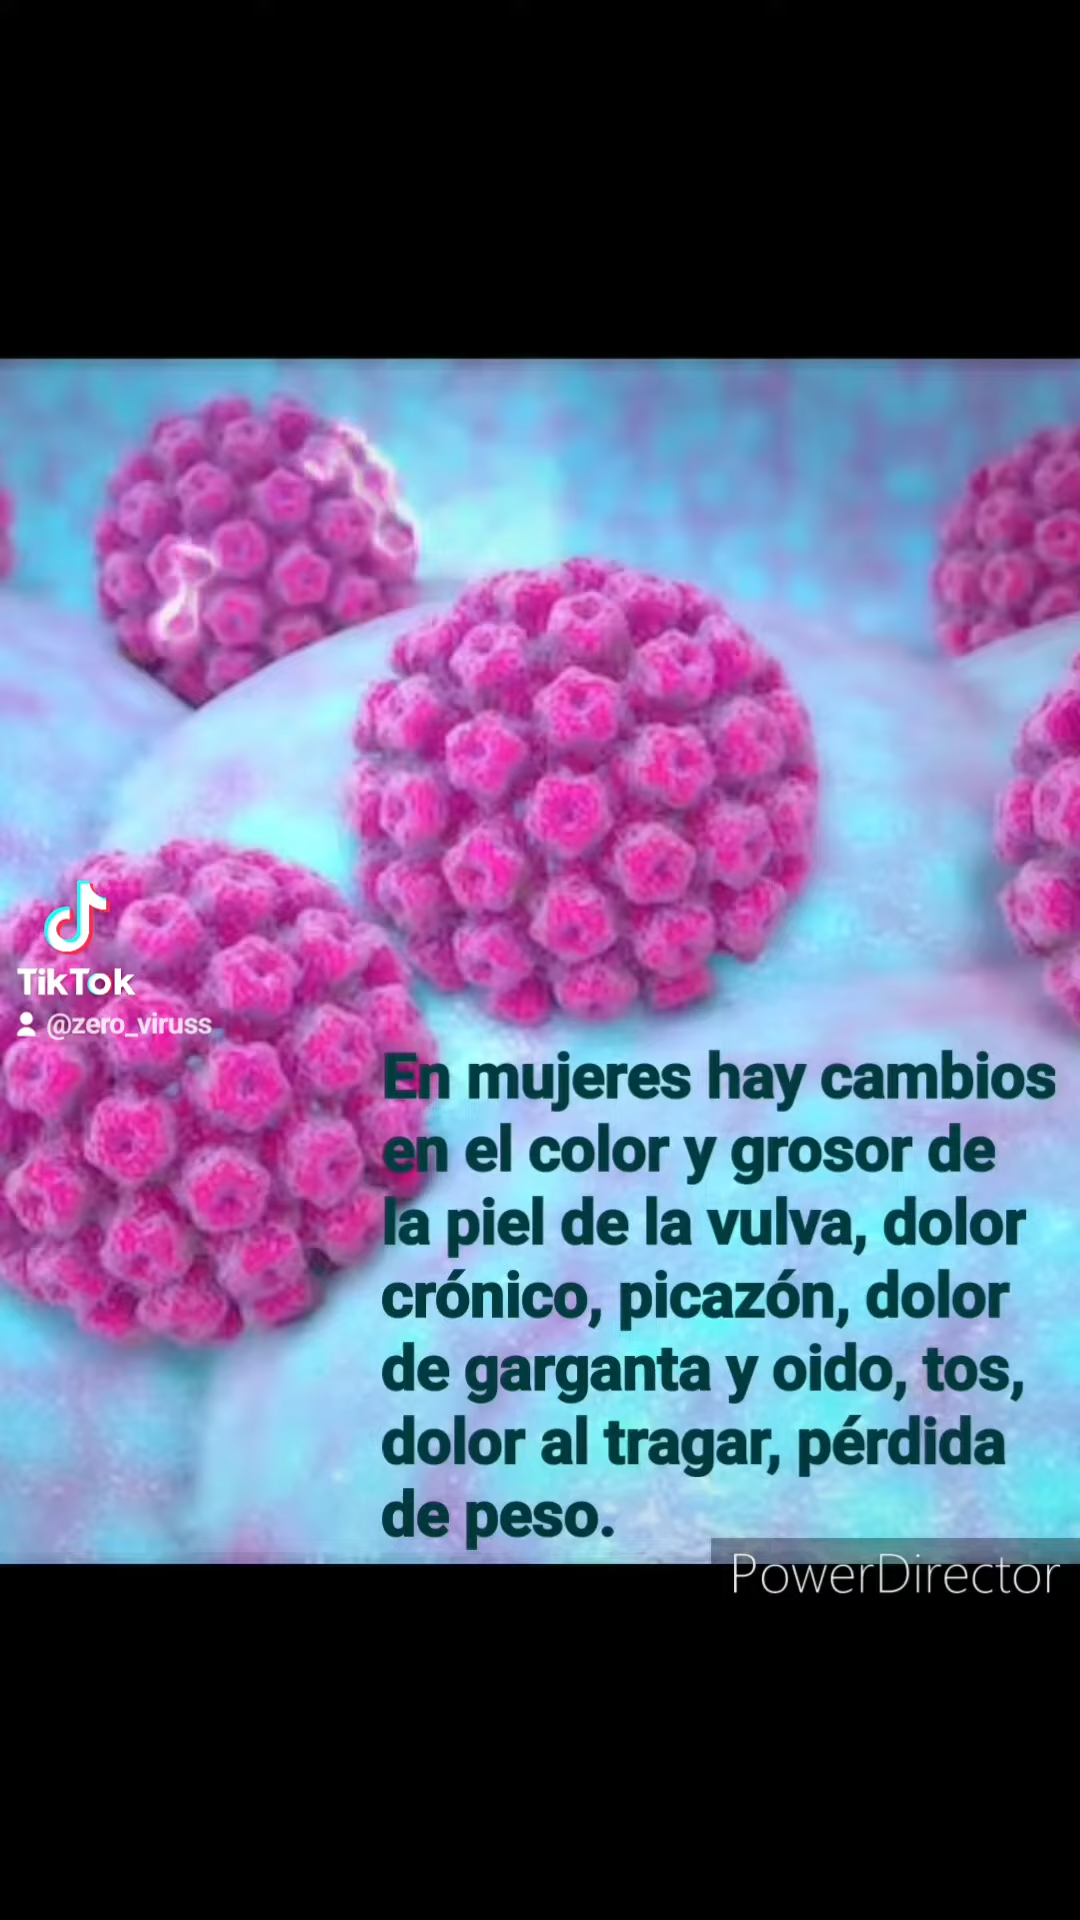 TikTok
@zero_viruss
En mujeres hay cambios
en el color y grosor de
la piel de la vulva, dolor
crónico, picazón, dolor
de garganta y oido, tos,
dolor al tragar, pérdida
de peso.
PowerDirector